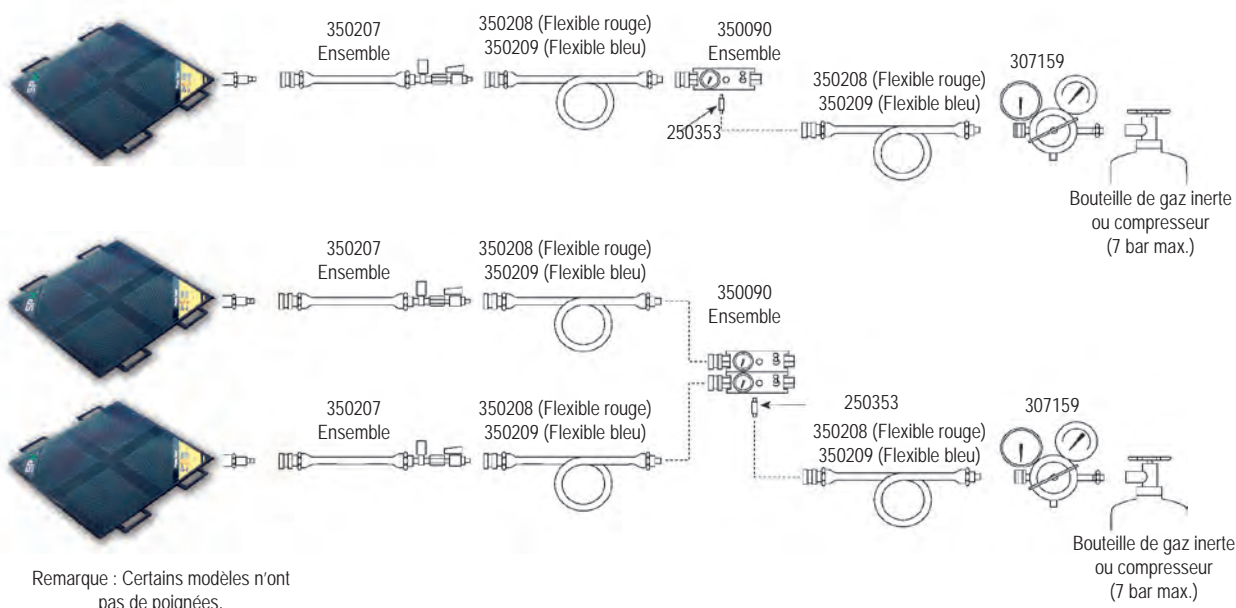 350207
Ensemble
350208 (Flexible rouge)
350209 (Flexible bleu)
350090
Ensemble
250353
350208 (Flexible rouge)
350209 (Flexible bleu)
307159
Bouteille de gaz inerte
ou compresseur
(7 bar max.)
350207
Ensemble
350208 (Flexible rouge)
350209 (Flexible bleu)
350090
Ensemble
350207
Ensemble
350208 (Flexible rouge)
350209 (Flexible bleu)
250353
350208 (Flexible rouge)
350209 (Flexible bleu)
307159
Bouteille de gaz inerte
ou compresseur
(7 bar max.)
Remarque : Certains modèles n'ont
pas de poignées.